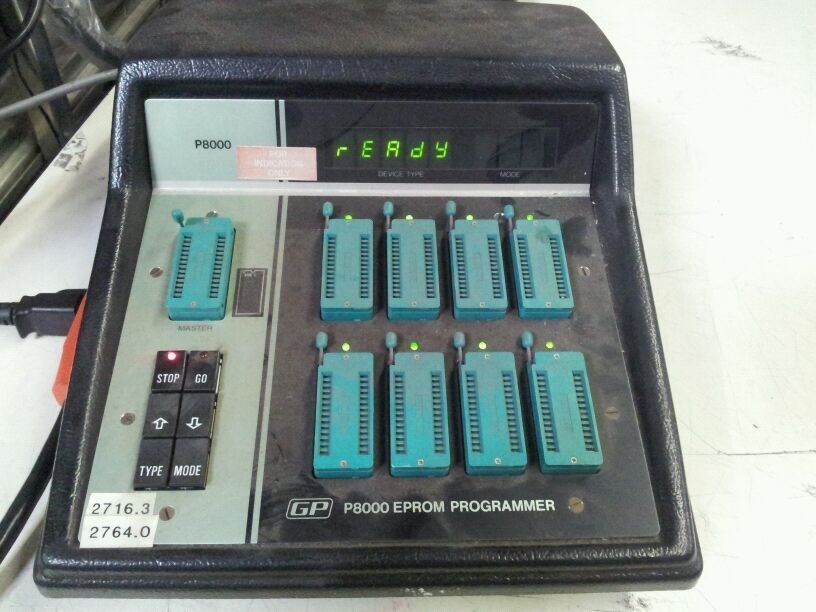 P8000
FOR
INDICATION
ONLY
rEAdY
DEVICE TYPE
MODE
MASTER
STOP GO
TYPE MODE
2716.3
2764.0
GP P8000 EPROM PROGRAMMER